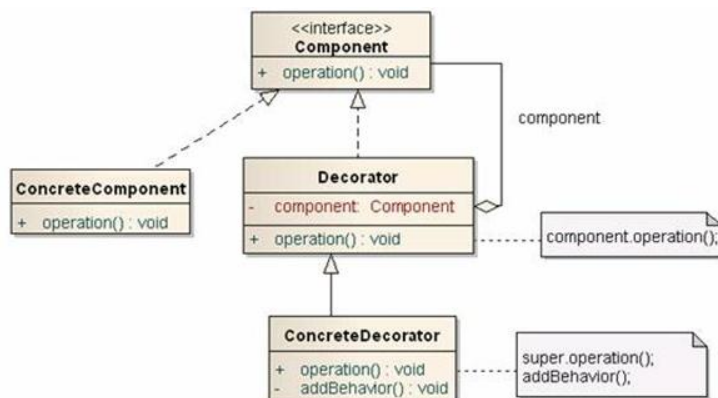 <<interface>>
Component
+ operation() : void
component
ConcreteComponent
+ operation() : void
Decorator
- component: Component
+ operation() : void
component.operation();
ConcreteDecorator
+ operation() : void
- addBehavior() : void
super.operation();
addBehavior();